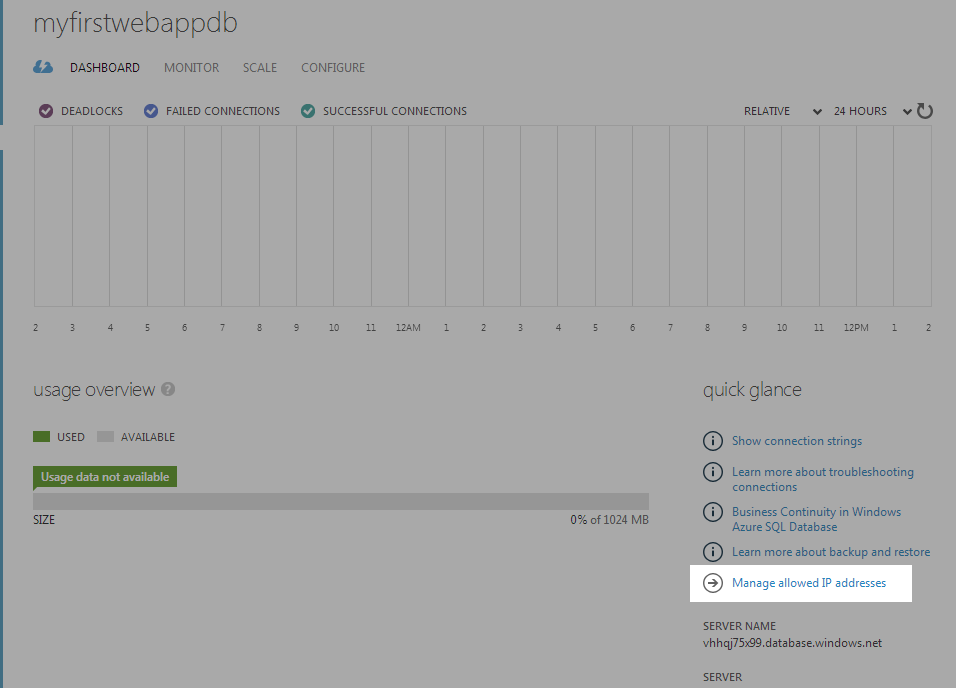 myfirstwebappdb
DASHBOARD MONITOR SCALE CONFIGURE
DEADLOCKS FAILED CONNECTIONS SUCCESSFUL CONNECTIONS RELATIVE 24 HOURS
2 3 4 5 6 7 8 9 10 11 12AM 1 2 3 4 5 6 7 8 9 10 11 12PM 1 2
usage overview ?
USED AVAILABLE
Usage data not available
SIZE 0% of 1024 MB
quick glance
Show connection strings
Learn more about troubleshooting
connections
Business Continuity in Windows
Azure SQL Database
Learn more about backup and restore
Manage allowed IP addresses
SERVER NAME
vhhqj75x99.database.windows.net
SERVER